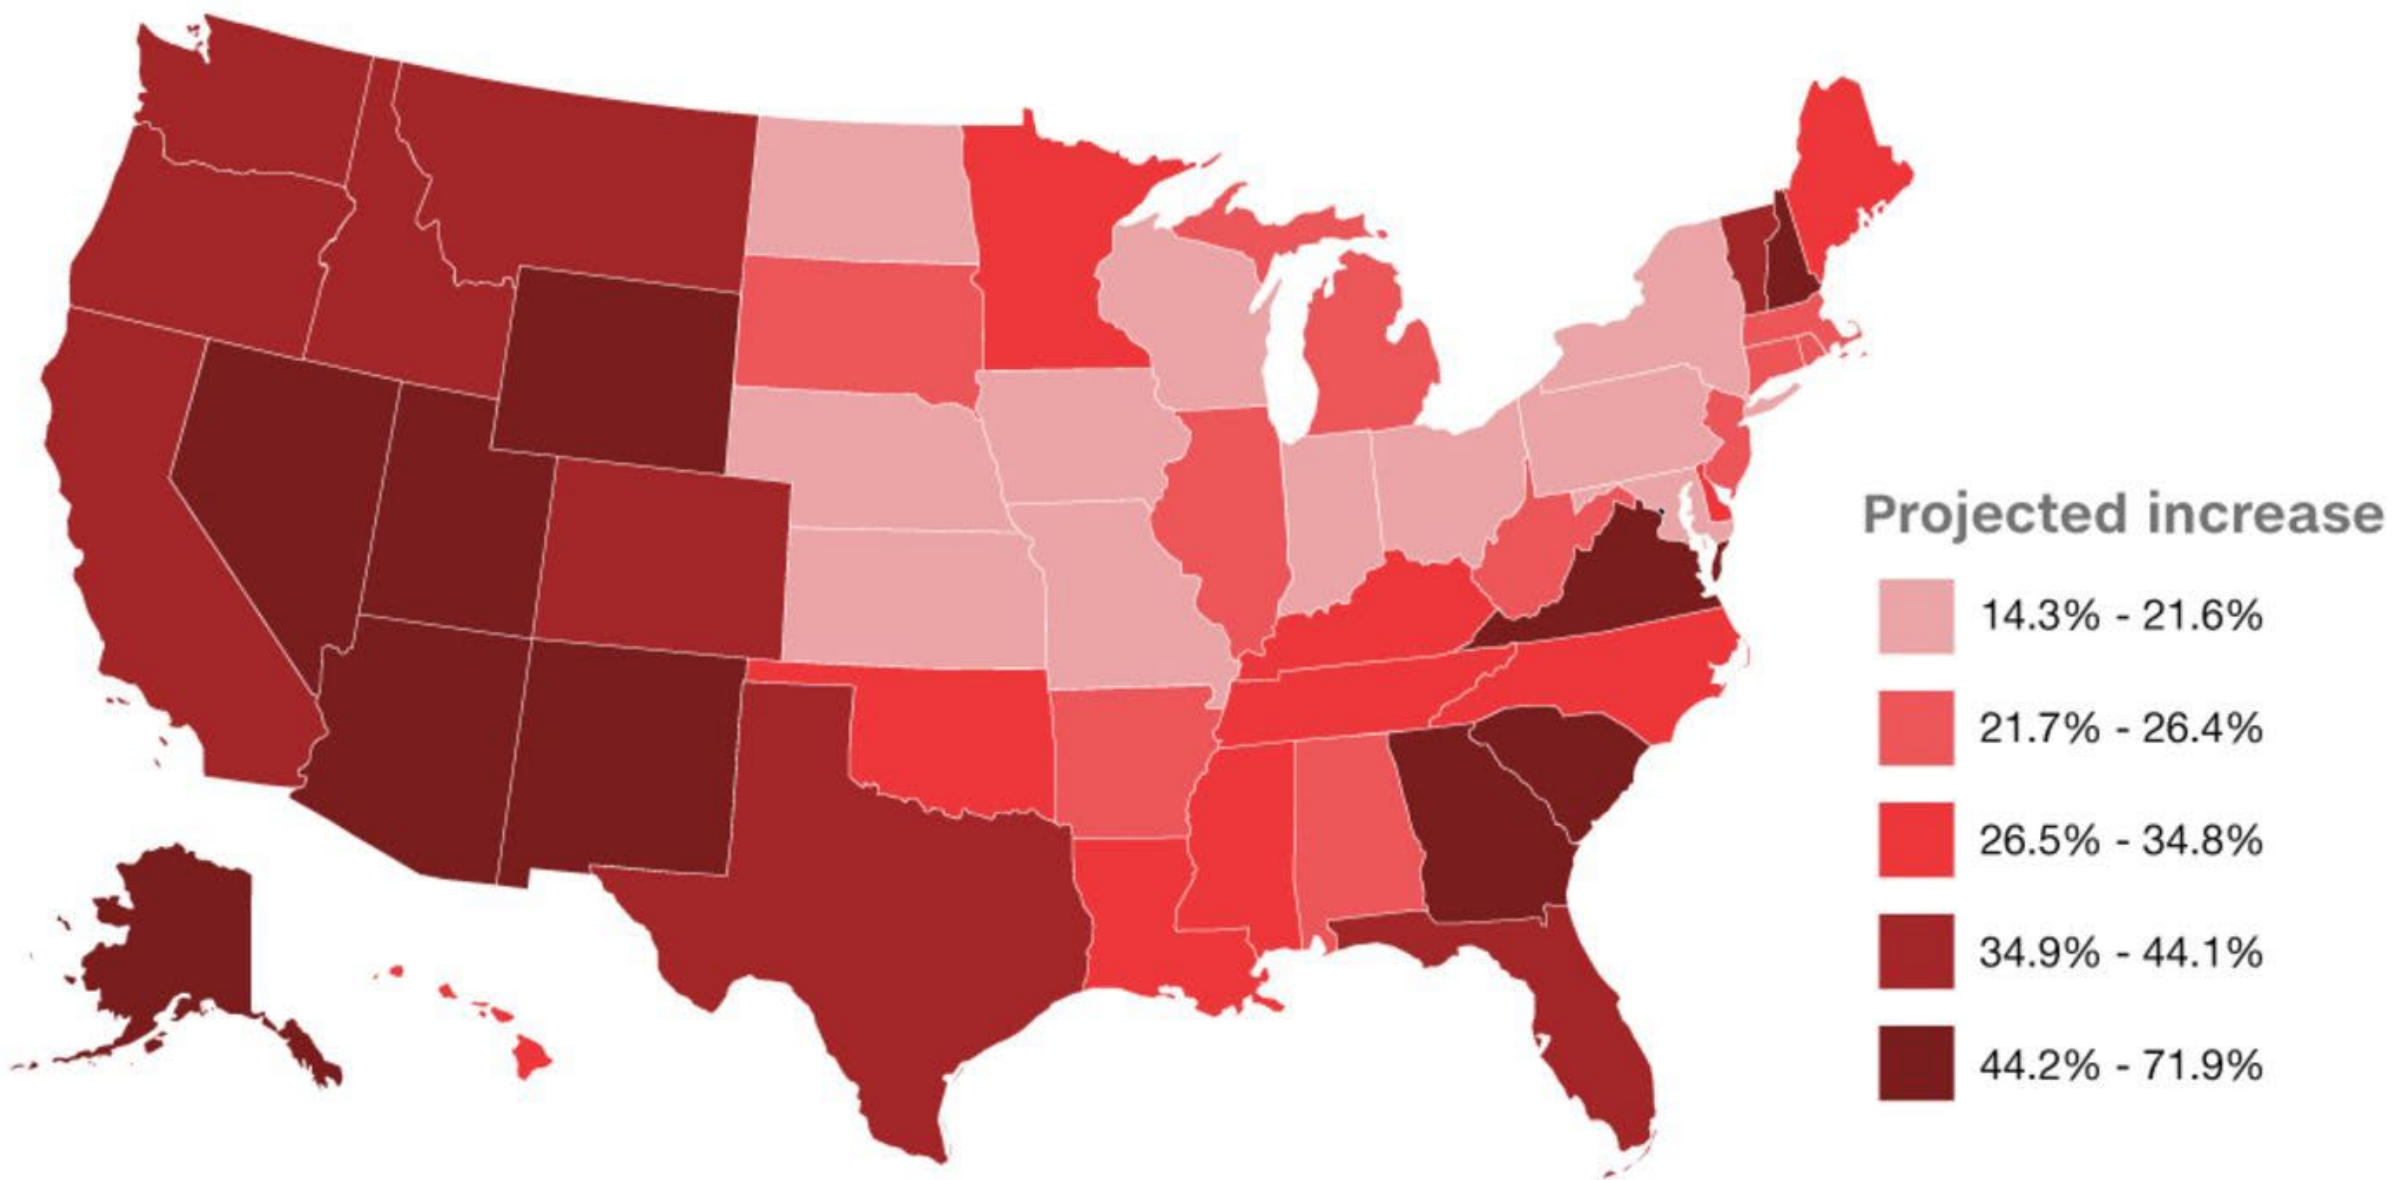 Projected increase
14.3% - 21.6%
21.7% - 26.4%
26.5% - 34.8%
34.9% - 44.1%
44.2% - 71.9%